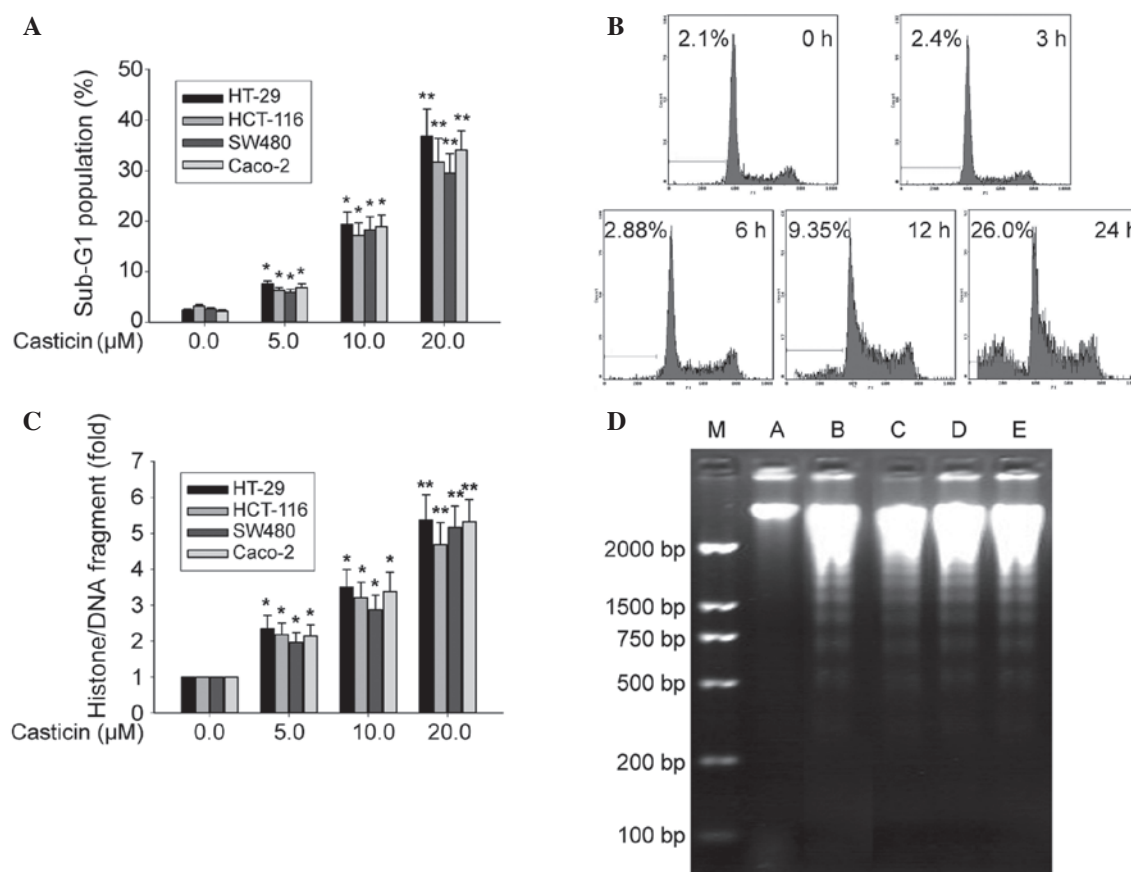 A
Sub-G1 population (%)
50
40
30
20
10
0
HT-29
HCT-116
SW480
Caco-2
** ** ** **
* * * *
* * * *
Casticin (µM) 0.0 5.0 10.0 20.0
B
2.1% 0 h
2.4% 3 h
2.88% 6 h
9.35% 12 h
26.0% 24 h
C
Histone/DNA fragment (fold)
7
6
5
4
3
2
1
0
HT-29
HCT-116
SW480
Caco-2
** ** ** **
* * * *
* * * *
Casticin (µM) 0.0 5.0 10.0 20.0
D
M A B C D E
2000 bp
1500 bp
750 bp
500 bp
200 bp
100 bp